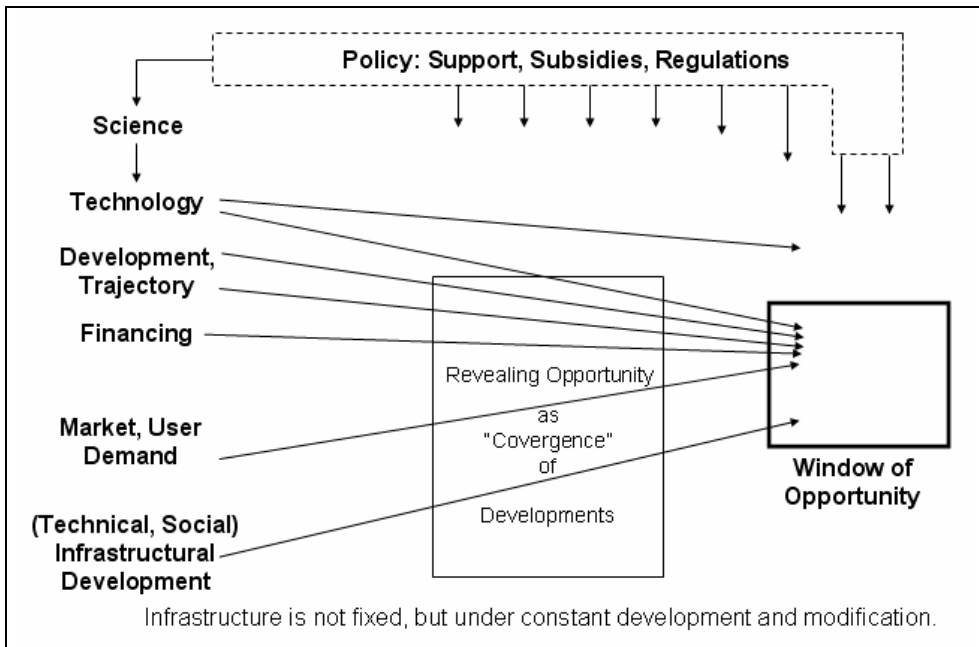 Policy: Support, Subsidies, Regulations
Science
Technology
Development,
Trajectory
Financing
Market, User
Demand
(Technical, Social)
Infrastructural
Development
Revealing Opportunity
as
"Covergence"
of
Developments
Window of
Opportunity
Infrastructure is not fixed, but under constant development and modification.